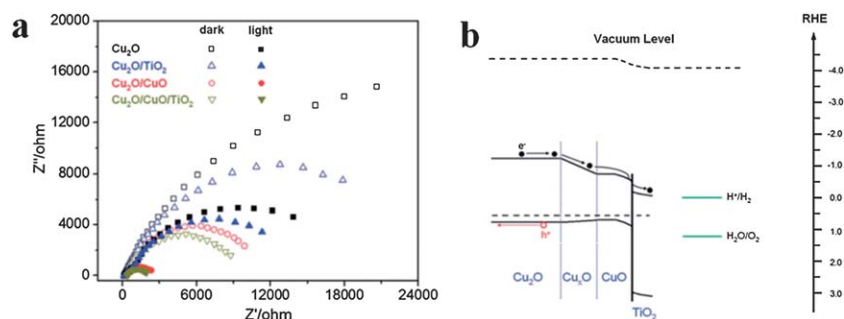 a
Z''/ohm
20000
16000
12000
8000
4000
0
dark light
Cu₂O
Cu₂O/TiO₂
Cu₂O/CuO
Cu₂O/CuO/TiO₂
0 6000 12000 18000 24000
Z'/ohm
b
RHE
Vacuum Level
-4.0
-3.0
-2.0
-1.0
0.0
1.0
2.0
3.0
e⁻
H⁺/H₂
H₂O/O₂
h⁺
Cu₂O CuₓO CuO
TiO₂